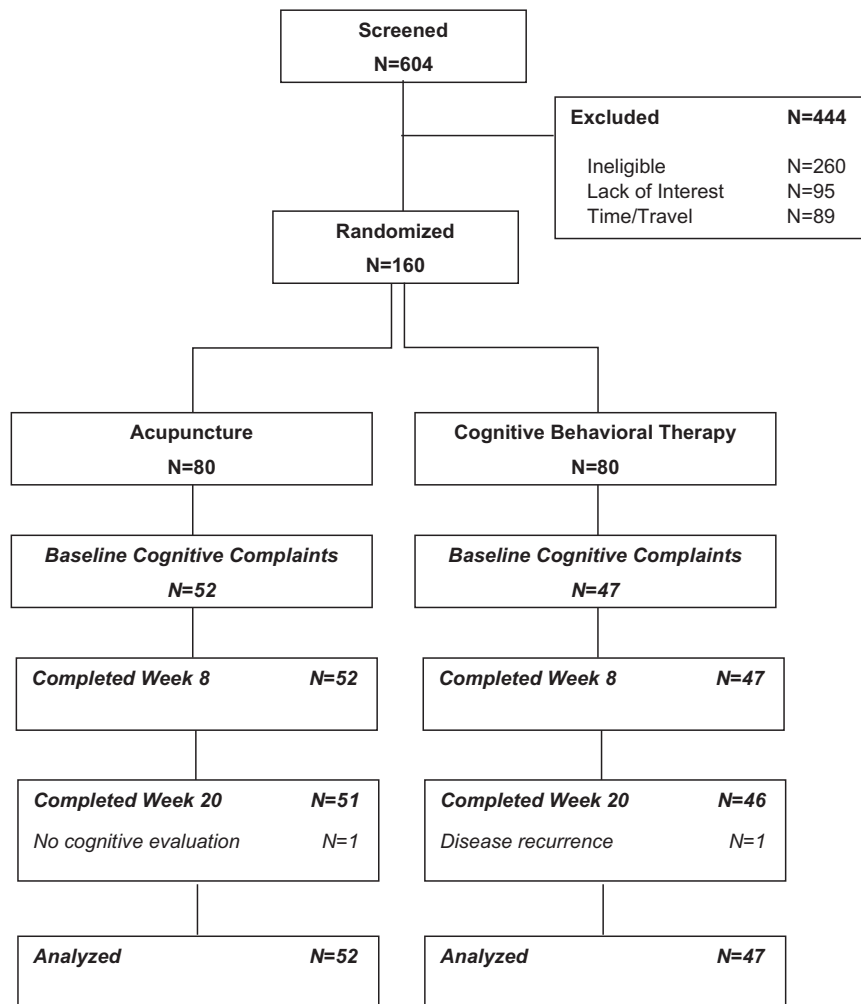 Screened
N=604
Excluded N=444
Ineligible N=260
Lack of Interest N=95
Time/Travel N=89
Randomized
N=160
Acupuncture
N=80
Cognitive Behavioral Therapy
N=80
Baseline Cognitive Complaints
N=52
Baseline Cognitive Complaints
N=47
Completed Week 8 N=52
Completed Week 8 N=47
Completed Week 20 N=51
No cognitive evaluation N=1
Completed Week 20 N=46
Disease recurrence N=1
Analyzed N=52
Analyzed N=47